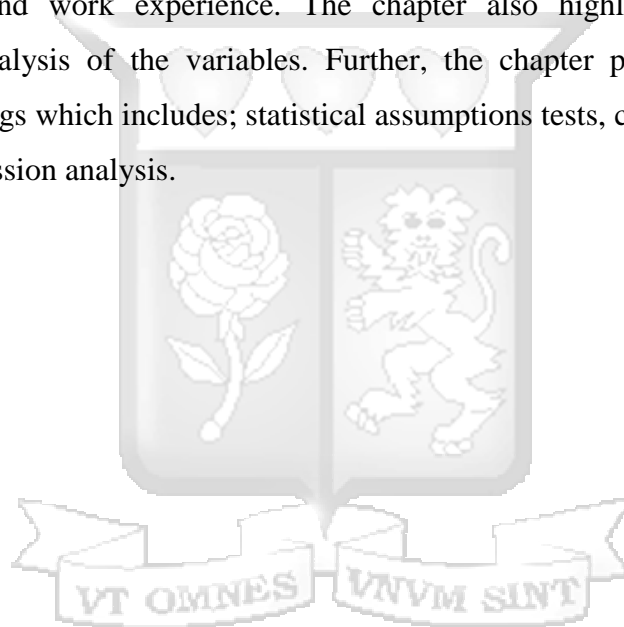 nd work experience. The chapter also highl
alysis of the variables. Further, the chapter p
gs which includes; statistical assumptions tests, c
ssion analysis.
VT OMNES VNVM SINT